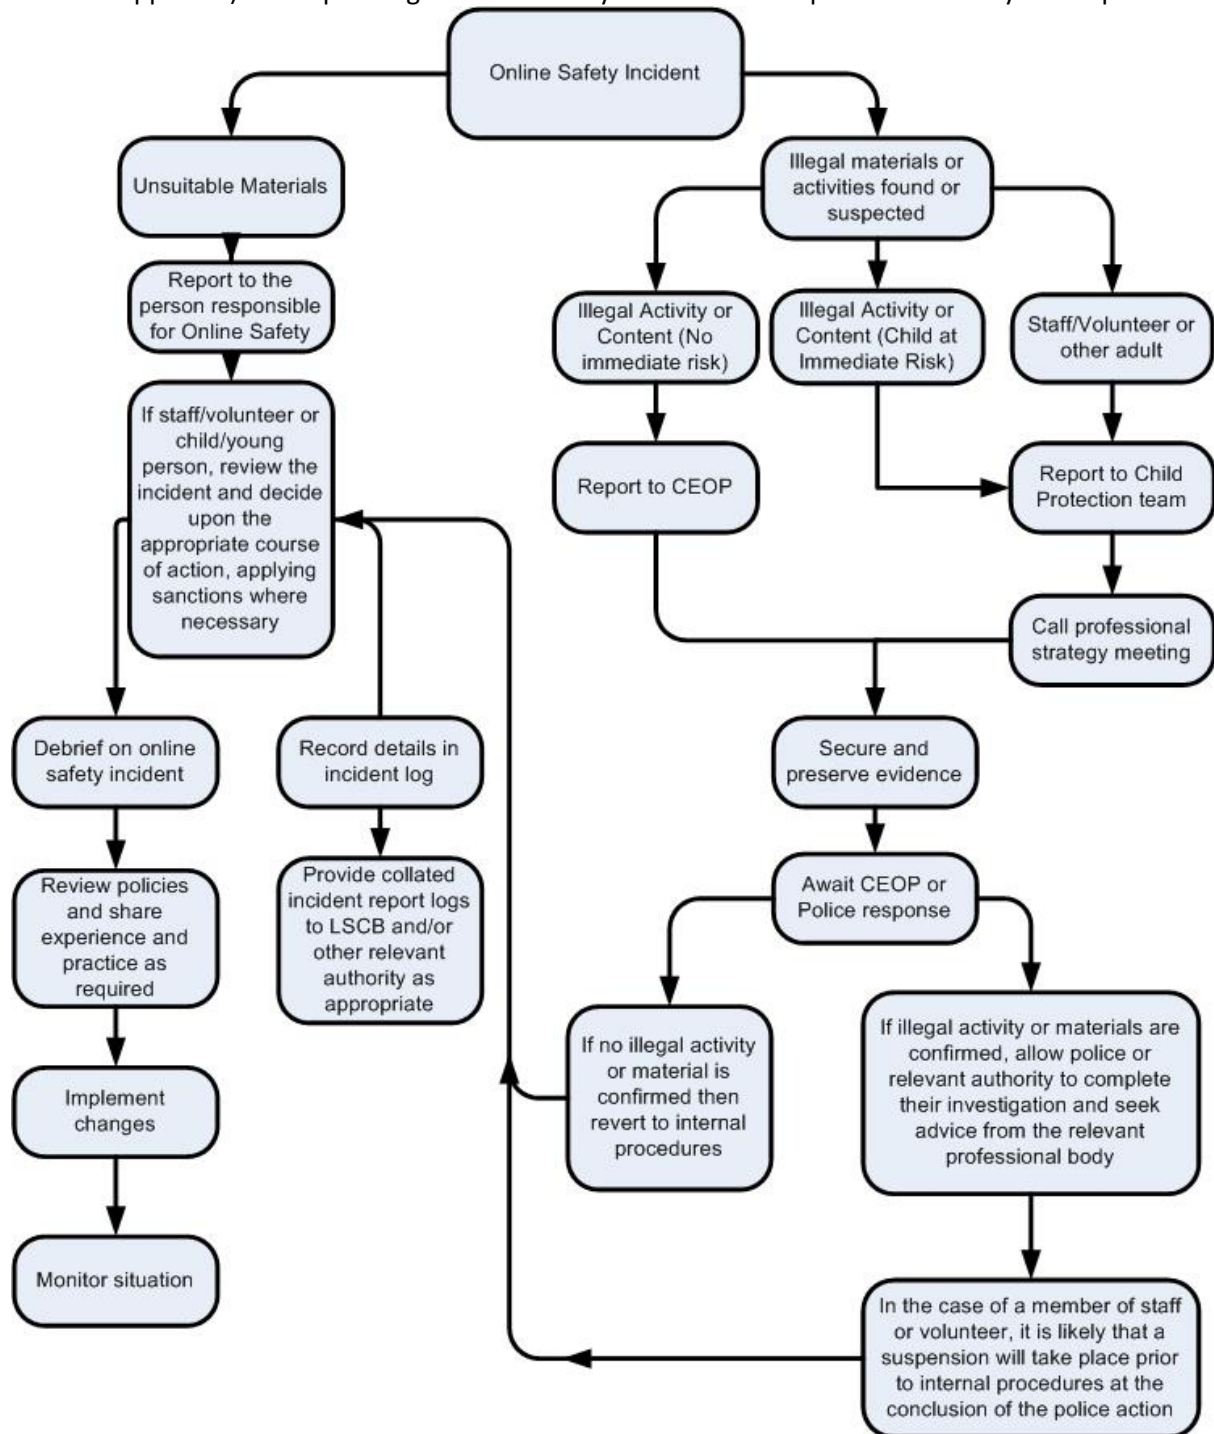 Online Safety Incident
Unsuitable Materials
Illegal materials or
activities found or
suspected
Report to the
person responsible
for Online Safety
Illegal Activity or
Content (No
immediate risk)
Illegal Activity or
Content (Child at
Immediate Risk)
Staff/Volunteer or
other adult
If staff/volunteer or
child/young
person, review the
incident and decide
upon the
appropriate course
of action, applying
sanctions where
necessary
Report to CEOP
Report to Child
Protection team
Call professional
strategy meeting
Debrief on online
safety incident
Record details in
incident log
Secure and
preserve evidence
Review policies
and share
experience and
practice as
required
Provide collated
incident report logs
to LSCB and/or
other relevant
authority as
appropriate
Await CEOP or
Police response
If no illegal activity
or material is
confirmed then
revert to internal
procedures
If illegal activity or materials are
confirmed, allow police or
relevant authority to complete
their investigation and seek
advice from the relevant
professional body
Implement
changes
Monitor situation
In the case of a member of staff
or volunteer, it is likely that a
suspension will take place prior
to internal procedures at the
conclusion of the police action